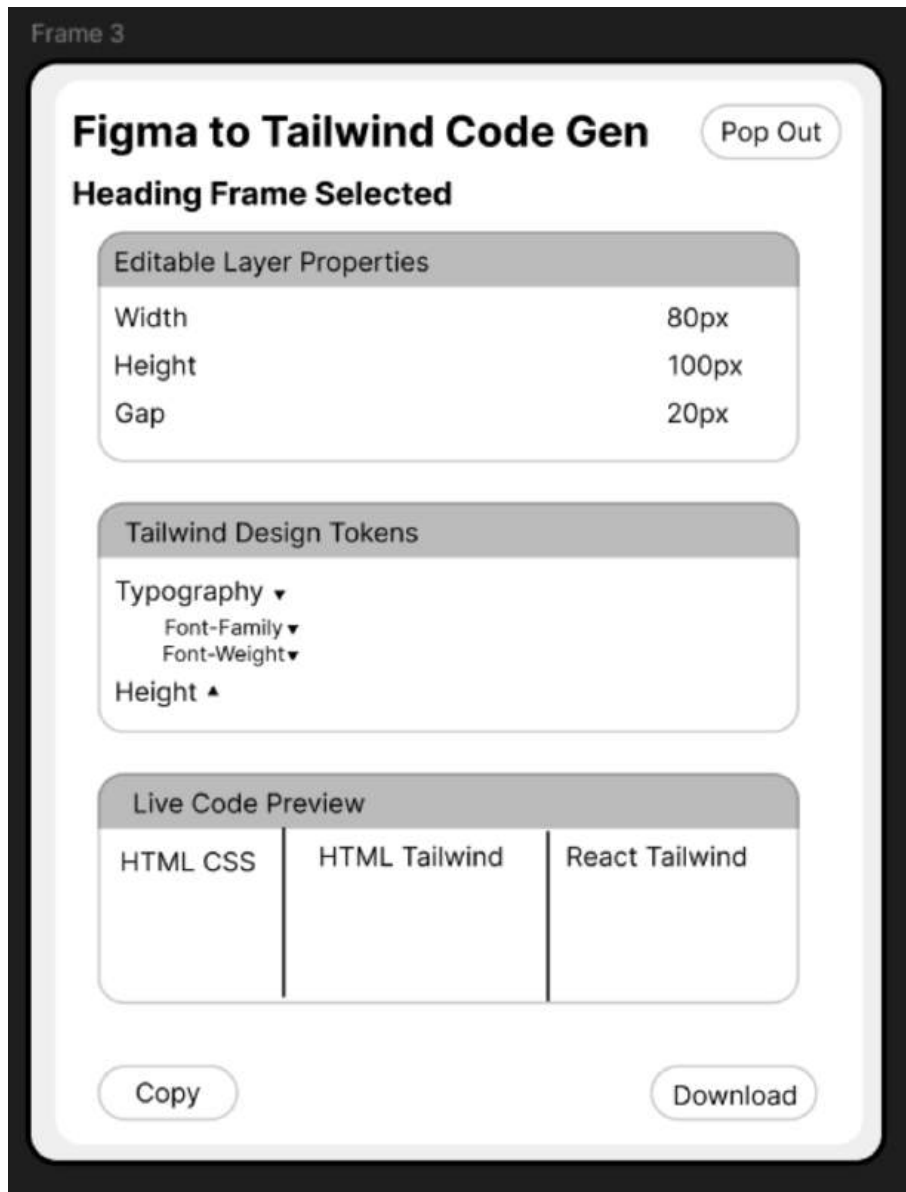 Frame 3
Figma to Tailwind Code Gen
Pop Out
Heading Frame Selected
Editable Layer Properties
Width 80px
Height 100px
Gap 20px
Tailwind Design Tokens
Typography ▼
Font-Family ▼
Font-Weight ▼
Height ▲
Live Code Preview
HTML CSS
HTML Tailwind
React Tailwind
Copy
Download